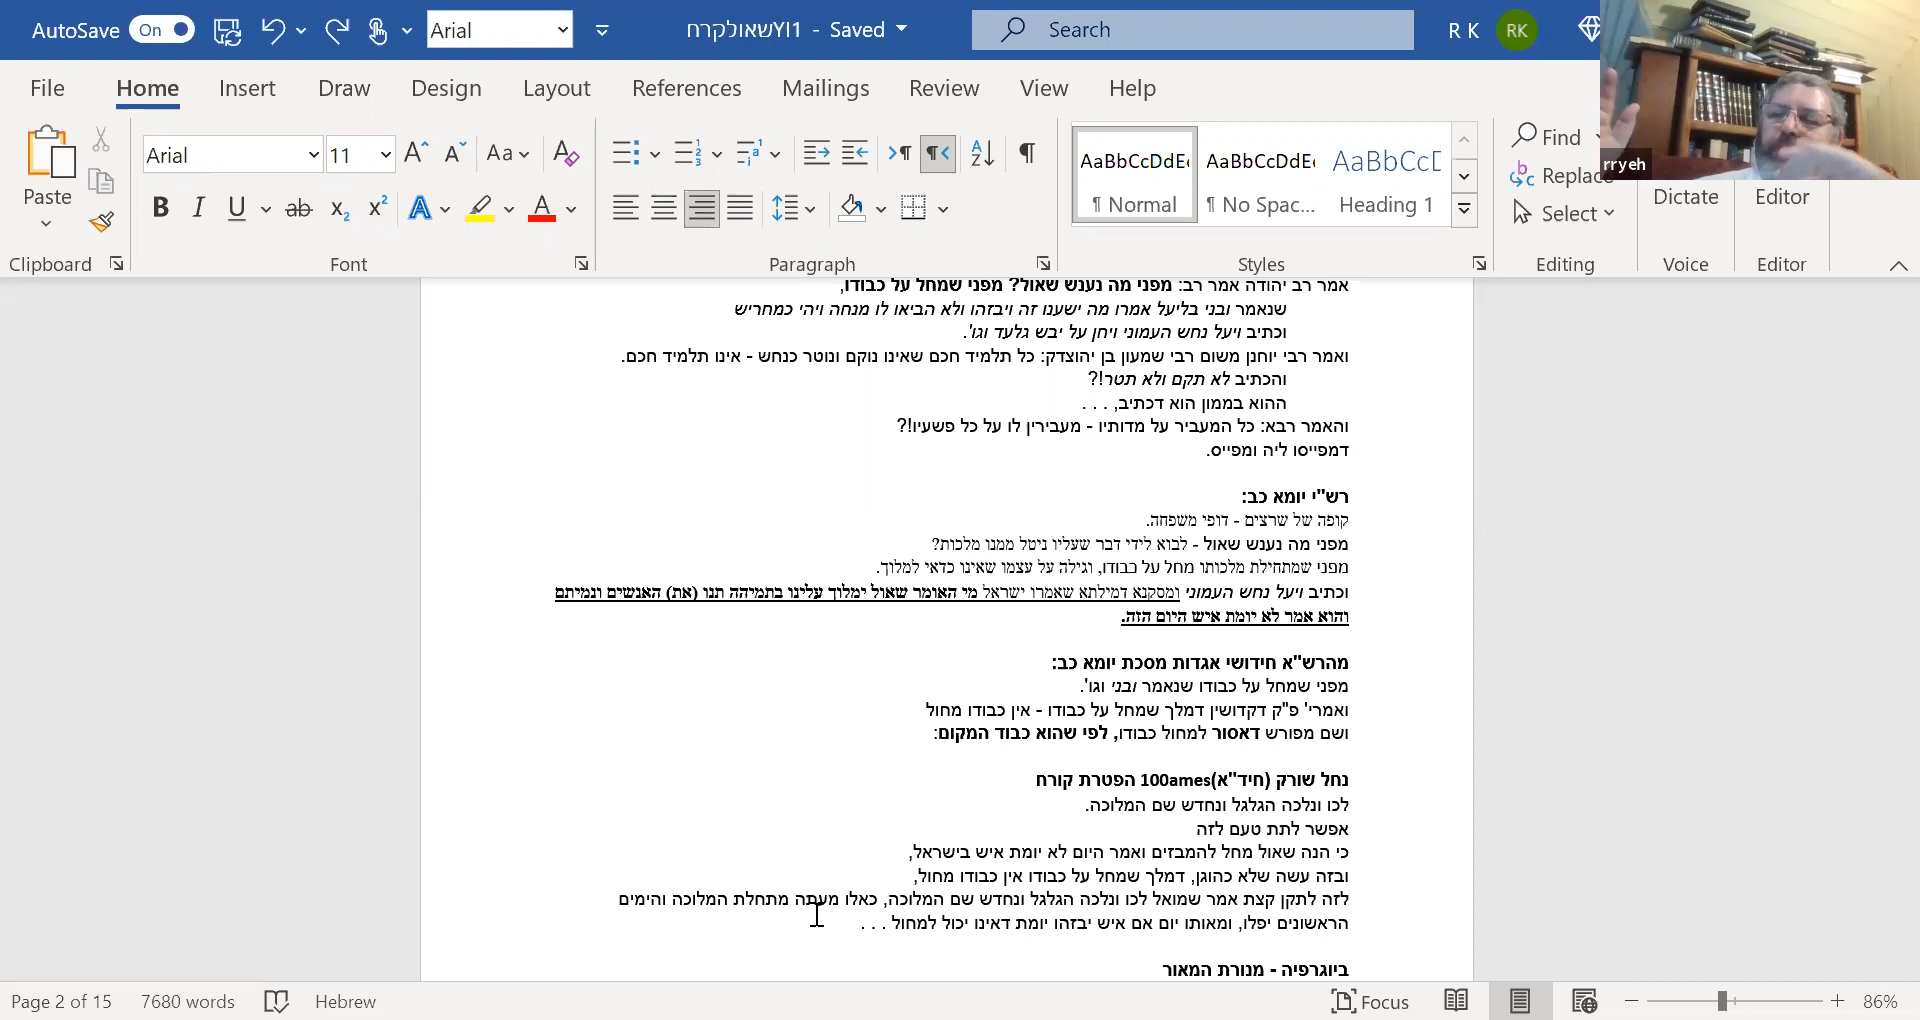 AutoSave On Arial שאולקרחYI1 - Saved Search R K RK
File Home Insert Draw Design Layout References Mailings Review View Help
rryeh
Paste Arial 11 Aa AaBbCcDdE AaBbCcDdE AaBbCcD Find
Replace
B I U ab x₂ x² A A ¶ Normal ¶ No Spac... Heading 1 Select Dictate Editor
Clipboard Font Paragraph Styles Editing Voice Editor
אמר רב יהודה אמר רב: מפני מה נענש שאול? מפני שמחל על כבודו,
שנאמר ובני בליעל אמרו מה ישענו זה ויבזהו ולא הביאו לו מנחה ויהי כמחריש
וכתיב ויעל נחש העמוני ויחן על יבש גלעד וגו'.
ואמר רבי יוחנן משום רבי שמעון בן יהוצדק: כל תלמיד חכם שאינו נוקם ונוטר כנחש - אינו תלמיד חכם.
והכתיב לא תקם ולא תטר!?
ההוא בממון הוא דכתיב, . . .
והאמר רבא: כל המעביר על מדותיו - מעבירין לו על כל פשעיו!?
דמפייסו ליה ומפייס.
רש"י יומא כב:
קופה של שרצים - דופי משפחה.
מפני מה נענש שאול - לבוא לידי דבר שעליו ניטל ממנו מלכות?
מפני שמתחילת מלכותו מחל על כבודו, וגילה על עצמו שאינו כדאי למלוך.
וכתיב ויעל נחש העמוני ומסקנא דמילתא שאמרו ישראל מי האומר שאול ימלוך עלינו בתמיהה תנו (את) האנשים ונמיתם
והוא אמר לא יומת איש היום הזה.
מהרש"א חידושי אגדות מסכת יומא כב:
מפני שמחל על כבודו שנאמר ובני וגו'.
ואמרי' פ"ק דקדושין דמלך שמחל על כבודו - אין כבודו מחול
ושם מפורש דאסור למחול כבודו, לפי שהוא כבוד המקום:
נחל שורק (חיד"א)100ames הפטרת קורח
לכו ונלכה הגלגל ונחדש שם המלוכה.
אפשר לתת טעם לזה
כי הנה שאול מחל להמבזים ואמר היום לא יומת איש בישראל,
ובזה עשה שלא כהוגן, דמלך שמחל על כבודו אין כבודו מחול,
לזה לתקן קצת אמר שמואל לכו ונלכה הגלגל ונחדש שם המלוכה, כאלו מעתה מתחלת המלוכה והימים
הראשונים יפלו, ומאותו יום אם איש יבזהו יומת דאינו יכול למחול . . .
ביוגרפיה - מנורת המאור
Page 2 of 15 7680 words Hebrew Focus 86%